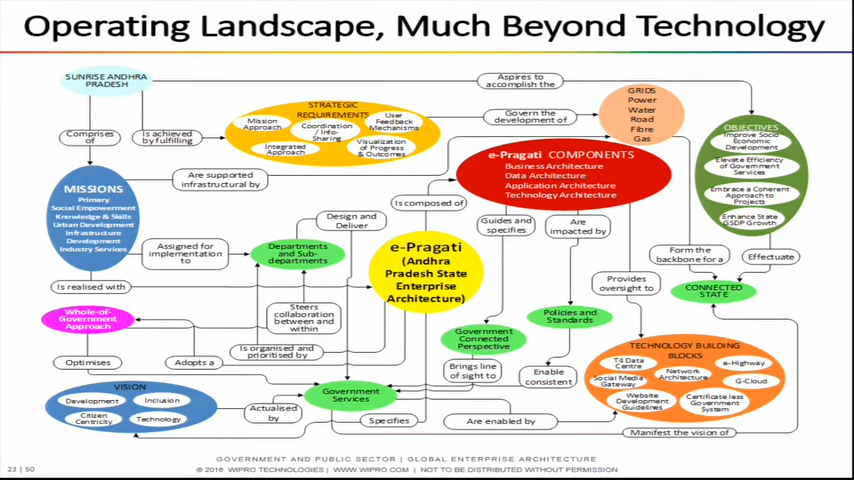 Operating Landscape, Much Beyond Technology
SUNRISE ANDHRA
PRADESH
Aspires to
accomplish the
Comprises
of
Is achieved
by fulfilling
STRATEGIC
REQUIREMENTS
Mission
Approach
Coordination
/ Info-
Sharing
User
Feedback
Mechanisms
Integrated
Approach
Visualization
of Progress
& Outcomes
Govern the
development of
GRIDS
Power
Water
Road
Fibre
Gas
OBJECTIVES
Improve Socio
Economic
Development
Elevate Efficiency
of Government
Services
Embrace a Coherent
Approach to
Projects
Enhance State
GSDP Growth
MISSIONS
Primary
Social Empowerment
Knowledge & Skills
Urban Development
Infrastructure
Development
Industry Services
Are supported
infrastructural by
e-Pragati COMPONENTS
Business Architecture
Data Architecture
Application Architecture
Technology Architecture
Is composed of
Design and
Deliver
Guides and
specifies
Are
impacted by
Assigned for
implementation
to
Departments
and Sub-
departments
e-Pragati
(Andhra
Pradesh State
Enterprise
Architecture)
Form the
backbone for a
Effectuate
Is realised with
Provides
oversight to
CONNECTED
STATE
Whole-of-
Government
Approach
Steers
collaboration
between and
within
Policies and
Standards
Government
Connected
Perspective
Is organised and
prioritised by
Optimises
Adopts a
Brings line
of sight to
Enable
consistent
TECHNOLOGY BUILDING
BLOCKS
T4 Data
Centre
e-Highway
Social Media
Gateway
Network
Architecture
G-Cloud
Website
Development
Guidelines
Certificate less
Government
System
VISION
Development
Inclusion
Citizen
Centricity
Technology
Actualised
by
Government
Services
Specifies
Are enabled by
Manifest the vision of
GOVERNMENT AND PUBLIC SECTOR | GLOBAL ENTERPRISE ARCHITECTURE
23 | 50
© 2016 WIPRO TECHNOLOGIES | WWW.WIPRO.COM | NOT TO BE DISTRIBUTED WITHOUT PERMISSION